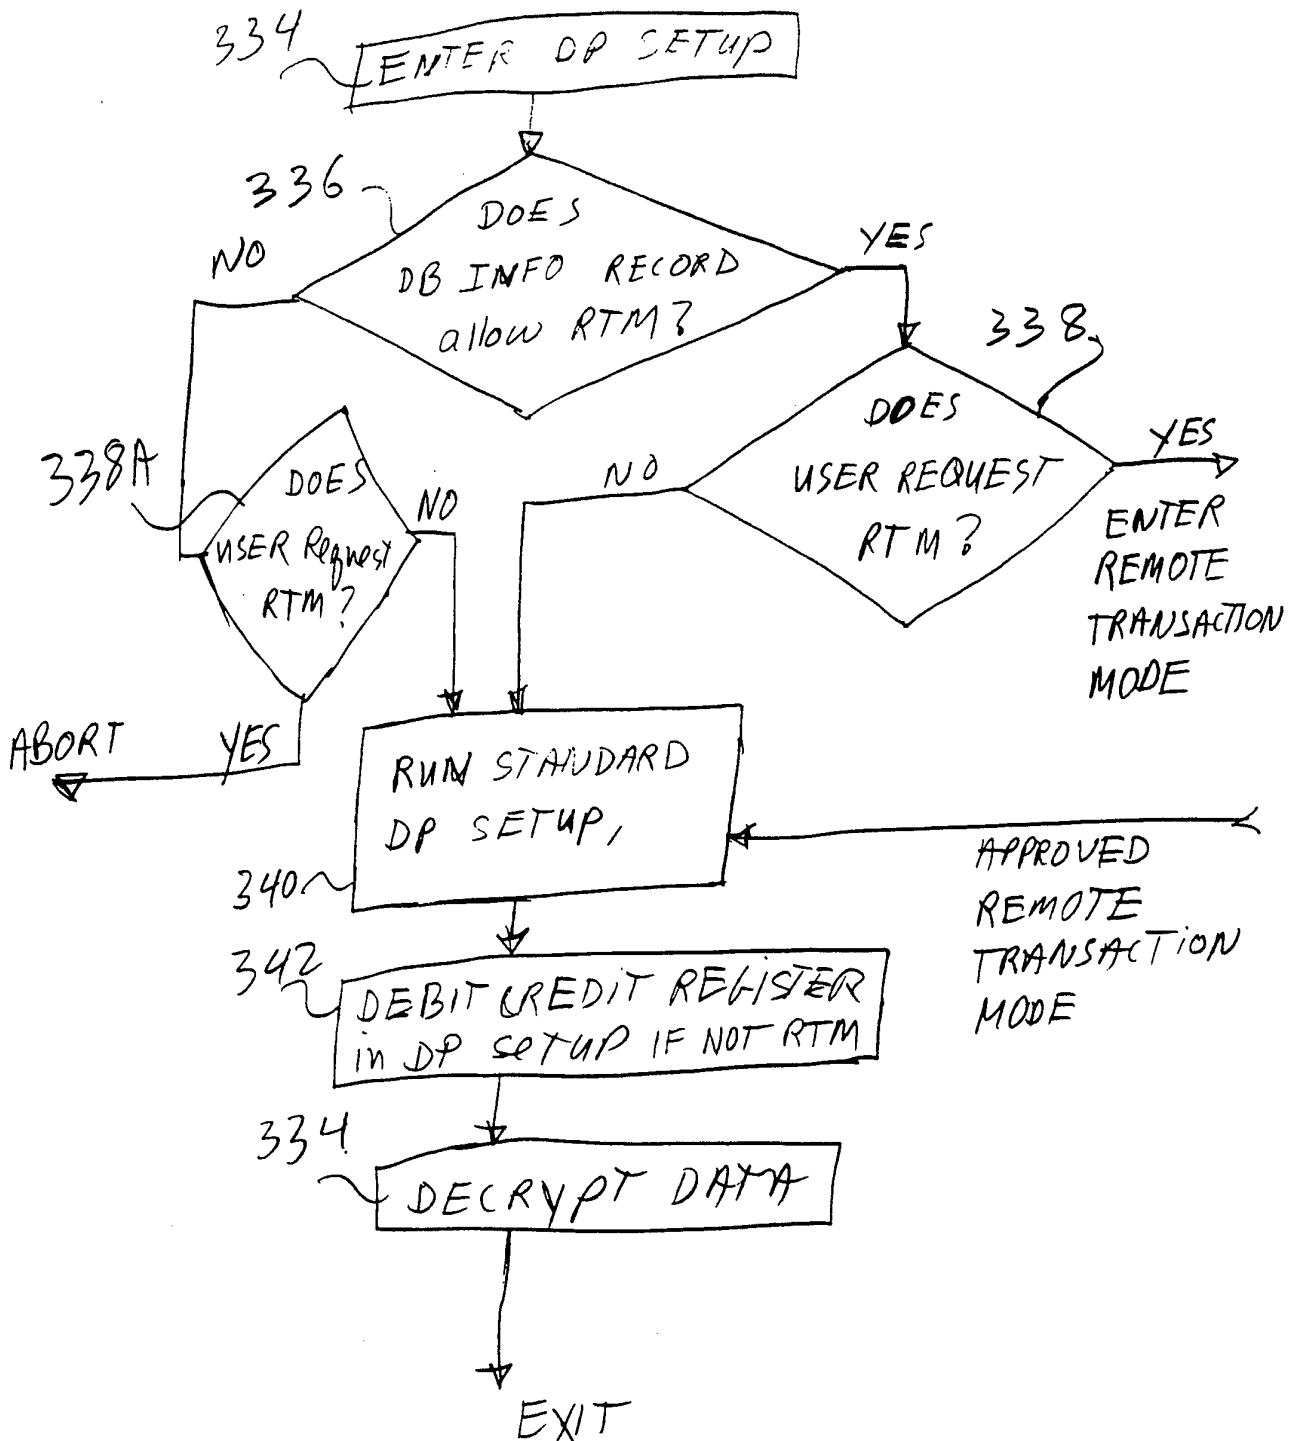 334
ENTER DP SETUP
336
DOES
DB INFO RECORD
allow RTM?
NO
YES
338
DOES
USER REQUEST
RTM?
NO
YES
ENTER
REMOTE
TRANSACTION
MODE
338A
DOES
USER Request
RTM?
NO
YES
ABORT
RUN STANDARD
DP SETUP,
340
APPROVED
REMOTE
TRANSACTION
MODE
342
DEBIT CREDIT REGISTER
in DP SETUP IF NOT RTM
334
DECRYPT DATA
EXIT